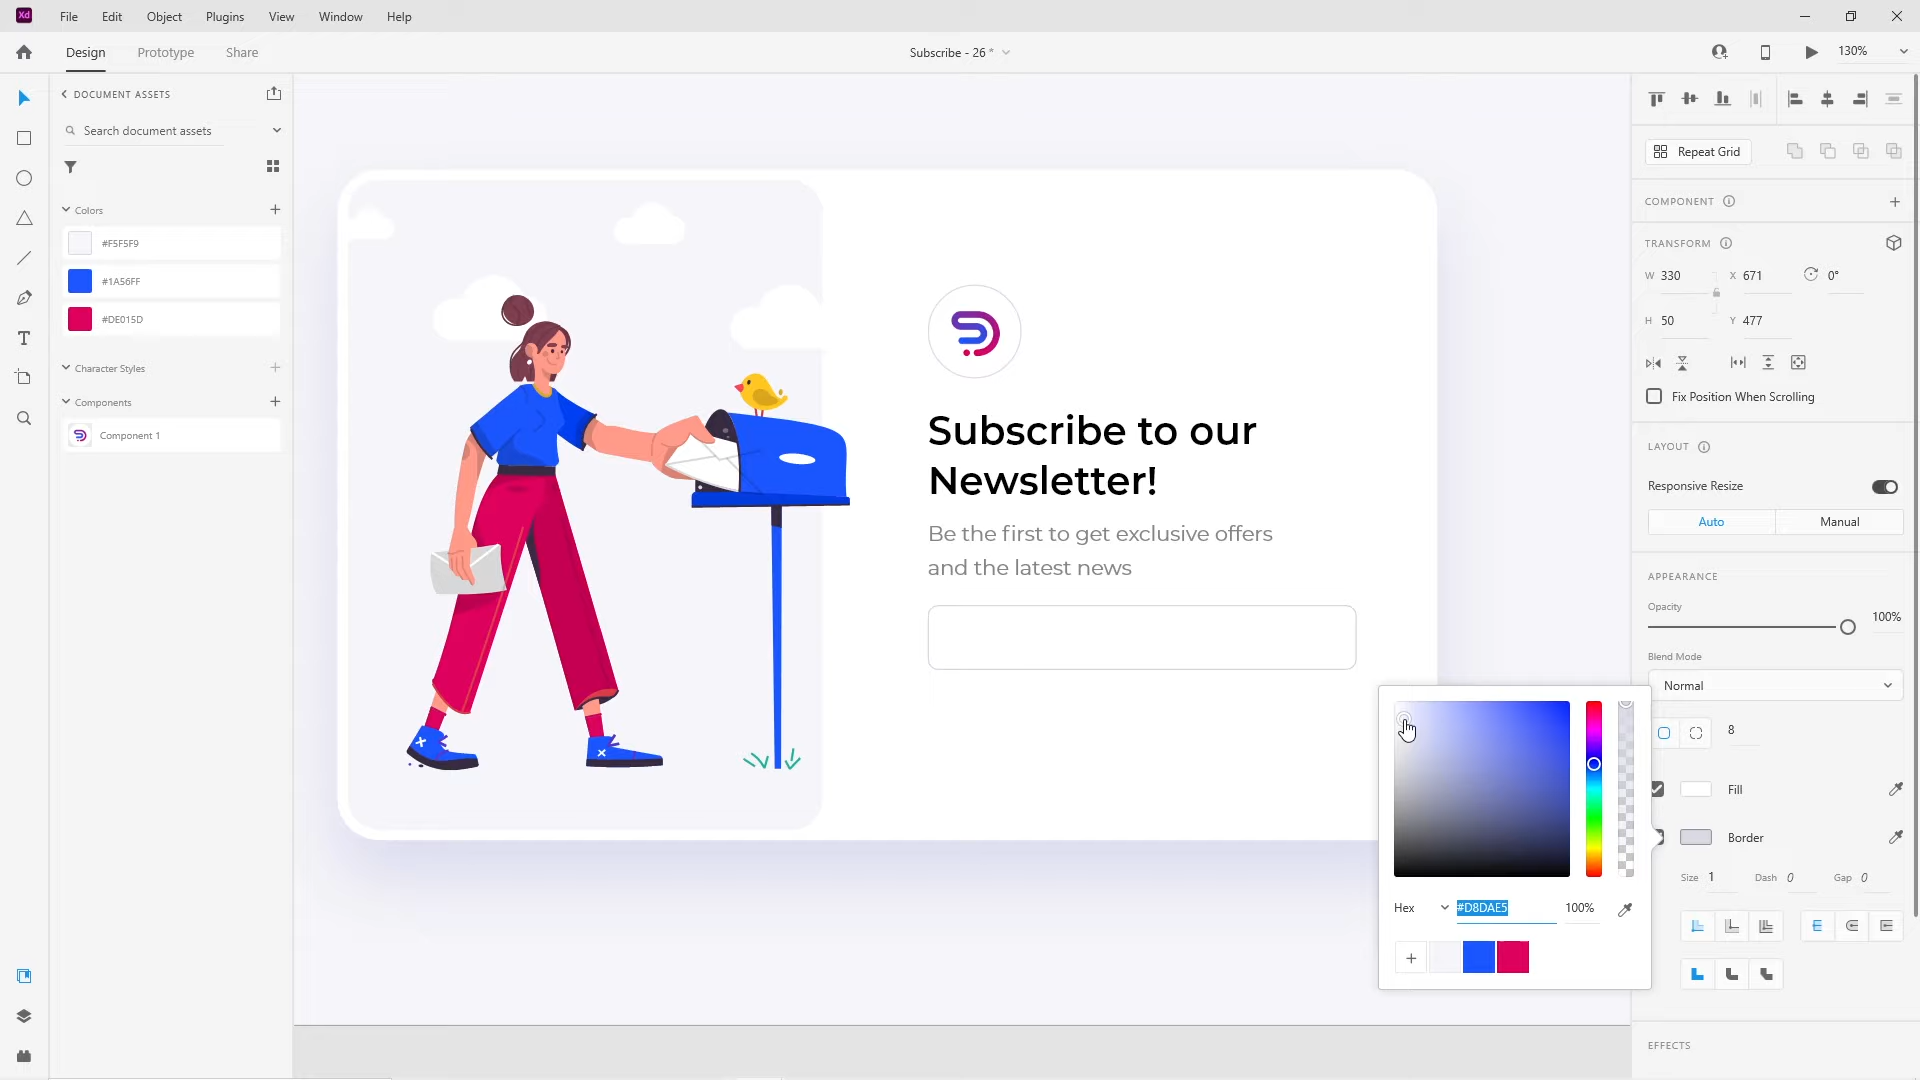 Xd File Edit Object Plugins View Window Help
Design Prototype Share
Subscribe - 26 *
130%
DOCUMENT ASSETS
Search document assets
Colors
#F5F5F9
#1A56FF
#DE015D
Character Styles
Components
Component 1
Subscribe to our
Newsletter!
Be the first to get exclusive offers
and the latest news
Repeat Grid
COMPONENT
TRANSFORM
W 330 X 671 0°
H 50 Y 477
Fix Position When Scrolling
LAYOUT
Responsive Resize
Auto Manual
APPEARANCE
Opacity
100%
Blend Mode
Normal
8
Fill
Border
Size 1 Dash 0 Gap 0
Hex #D8DAE5 100%
EFFECTS